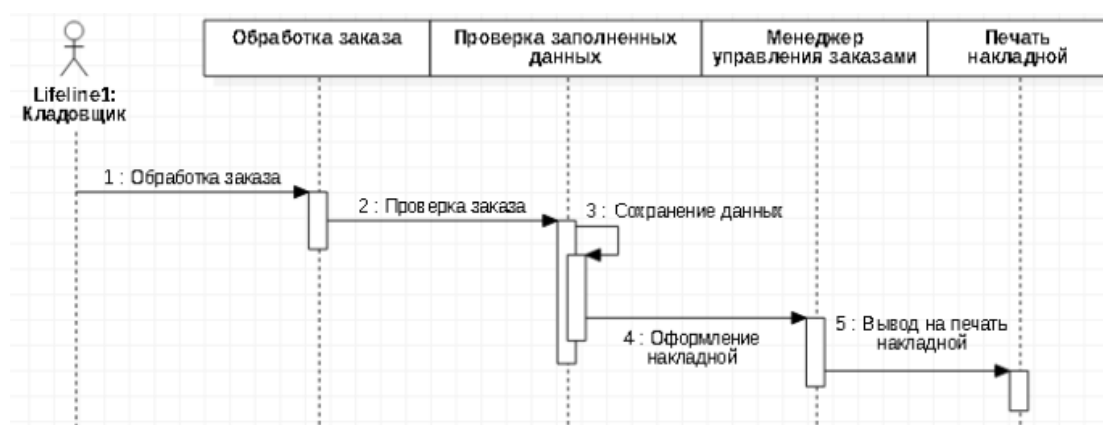 Обработка заказа
Проверка заполненных
данных
Менеджер
управления заказами
Печать
накладной
Lifeline1:
Кладовщик
1 : Обработка заказа
2 : Проверка заказа
3 : Сохранение данных
4 : Оформление
накладной
5 : Вывод на печать
накладной